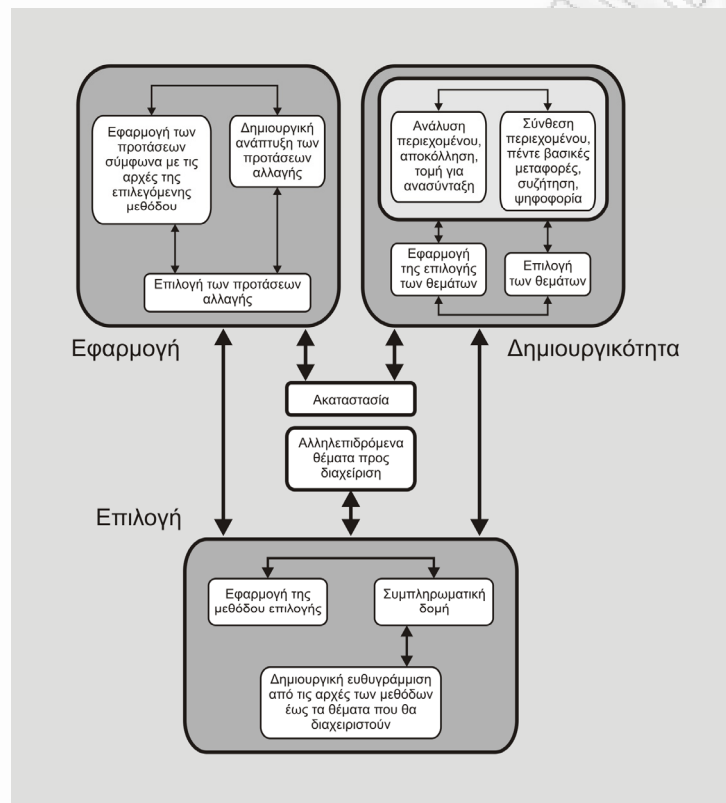 Εφαρμογή των
προτάσεων
σύμφωνα με τις
αρχές της
επιλεγόμενης
μεθόδου
Δημιουργική
ανάπτυξη των
προτάσεων
αλλαγής
Επιλογή των προτάσεων
αλλαγής
Ανάλυση
περιεχομένου,
αποκόλληση,
τομή για
ανασύνταξη
Σύνθεση
περιεχομένου,
πέντε βασικές
μεταφορές,
συζήτηση,
ψηφοφορία
Εφαρμογή
της επιλογής
των θεμάτων
Επιλογή
των θεμάτων
Εφαρμογή
Δημιουργικότητα
Ακαταστασία
Αλληλεπιδρόμενα
θέματα προς
διαχείριση
Επιλογή
Εφαρμογή της
μεθόδου επιλογής
Συμπληρωματική
δομή
Δημιουργική ευθυγράμμιση
από τις αρχές των μεθόδων
έως τα θέματα που θα
διαχειριστούν